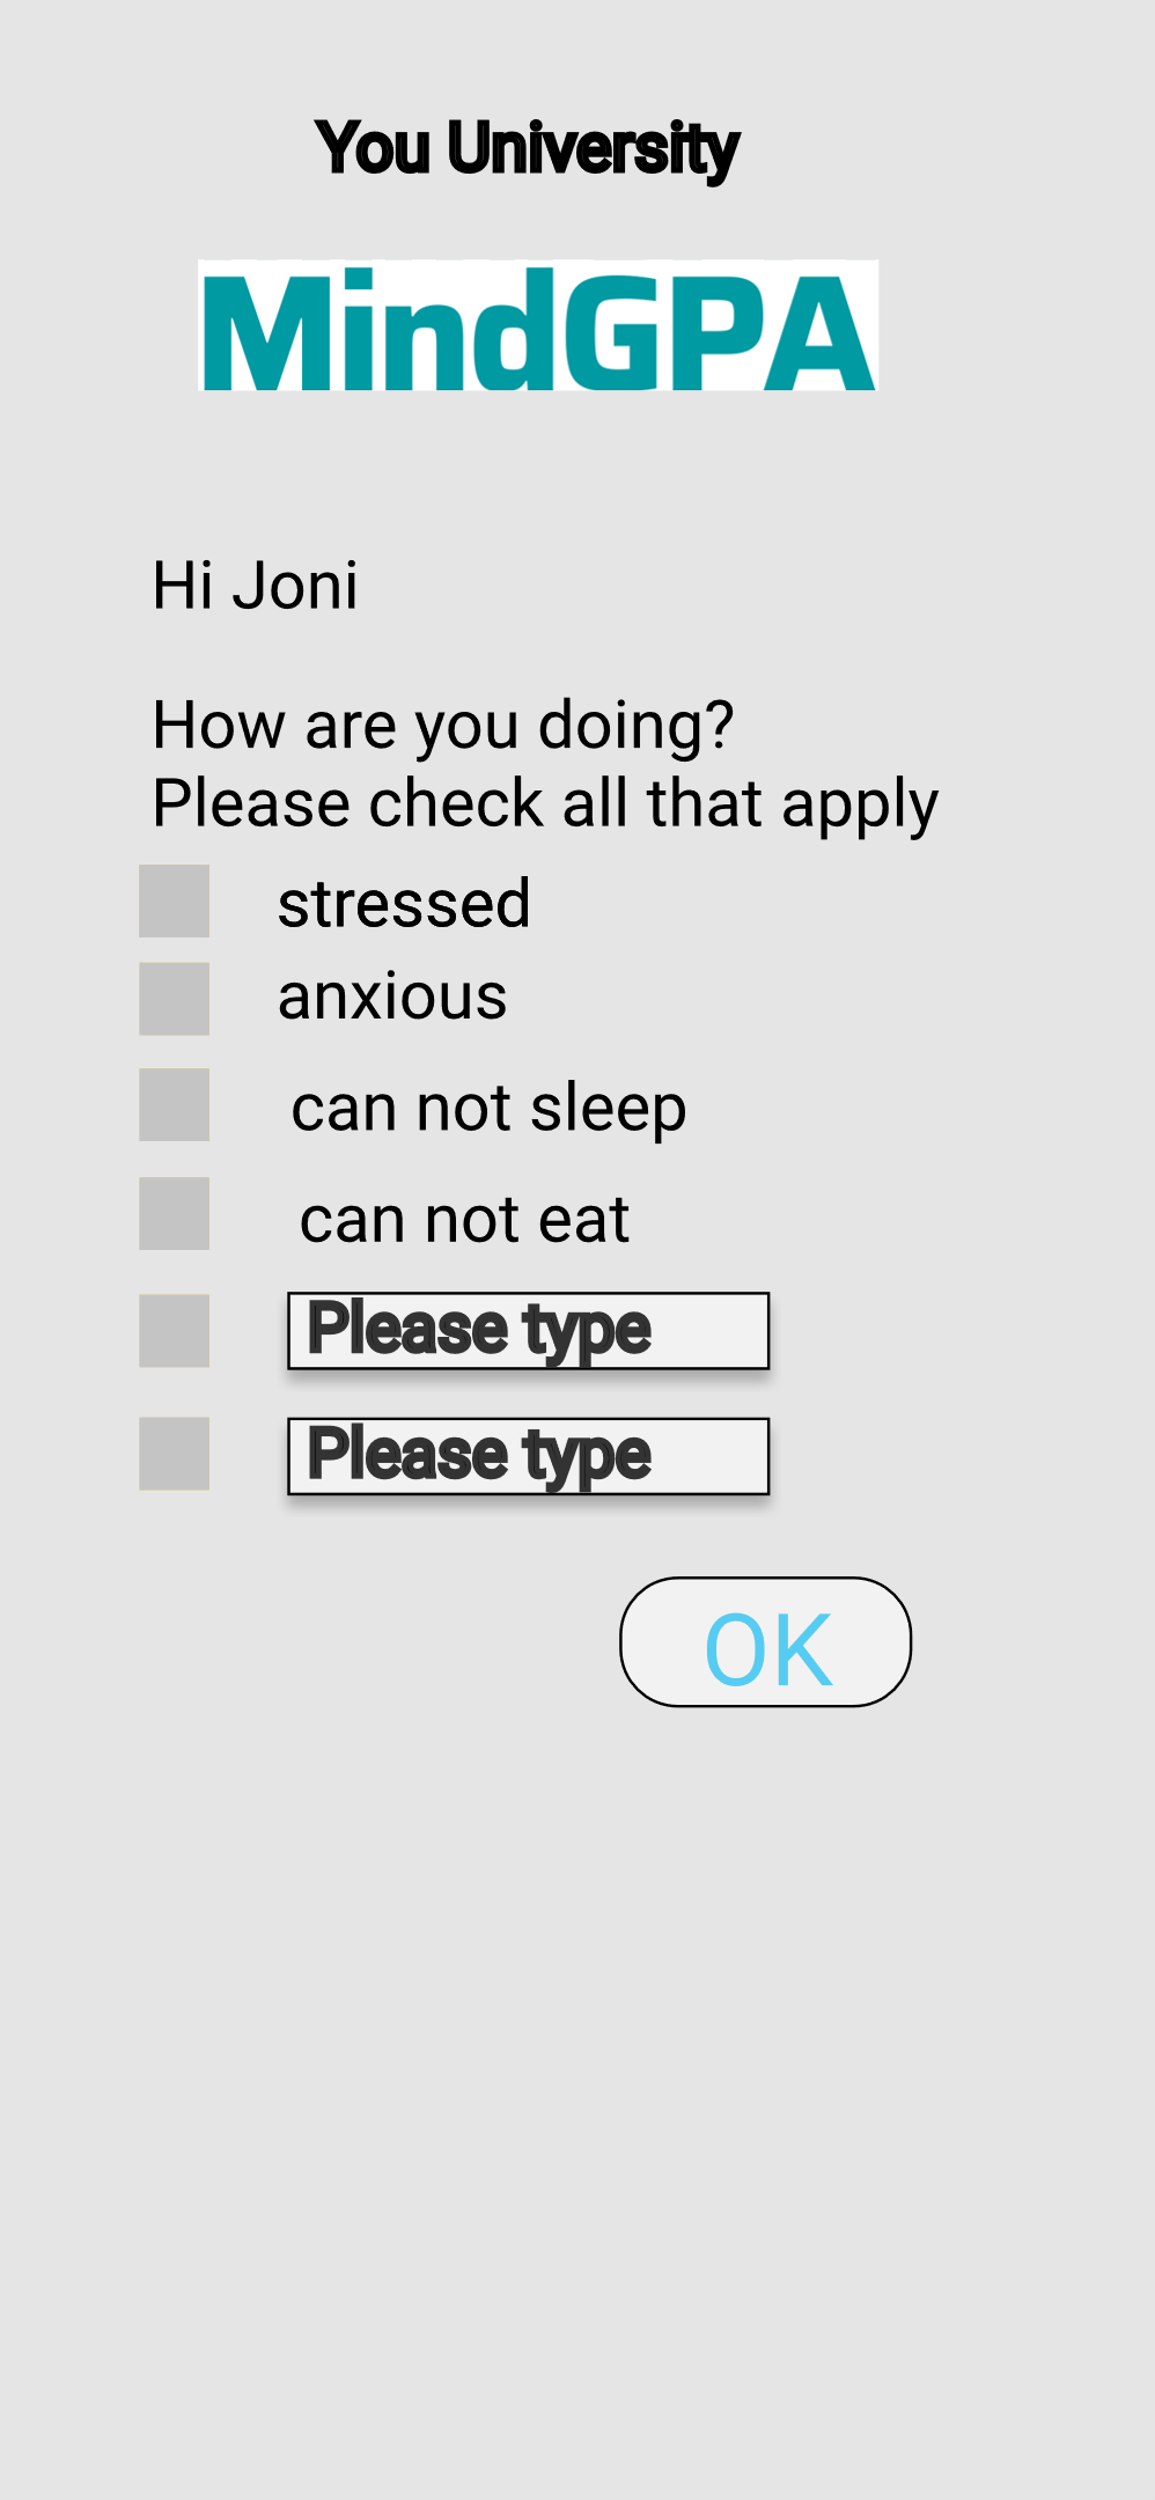 You University
MindGPA
Hi Joni
How are you doing?
Please check all that apply
stressed
anxious
can not sleep
can not eat
Please type
Please type
OK